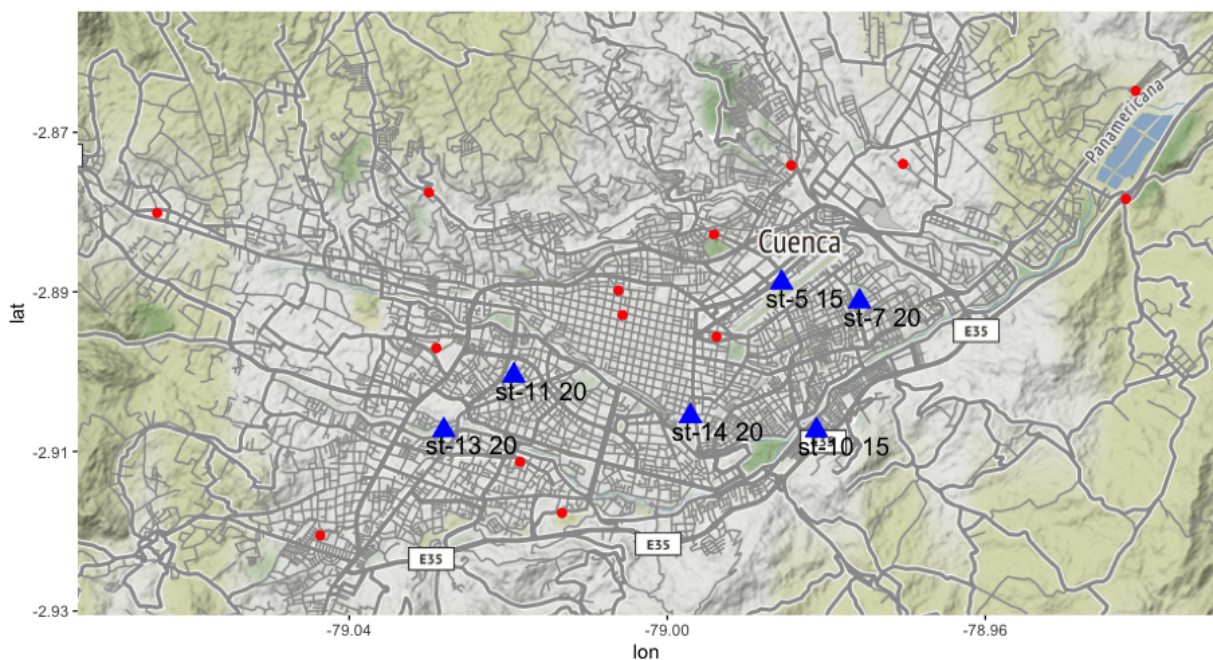 -2.87
Panamericana
Cuenca
-2.89
st-5 15
st-7 20
E35
lat
st-11 20
st-14 20
-2.91
st-13 20
st-10 15
E35
E35
E35
-2.93
-79.04
-79.00
-78.96
lon